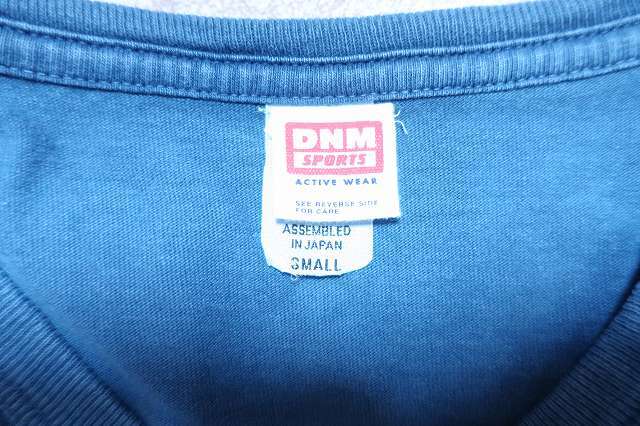 DNM
SPORTS
ACTIVE WEAR
SEE REVERSE SIDE
FOR CARE
ASSEMBLED
IN JAPAN
SMALL